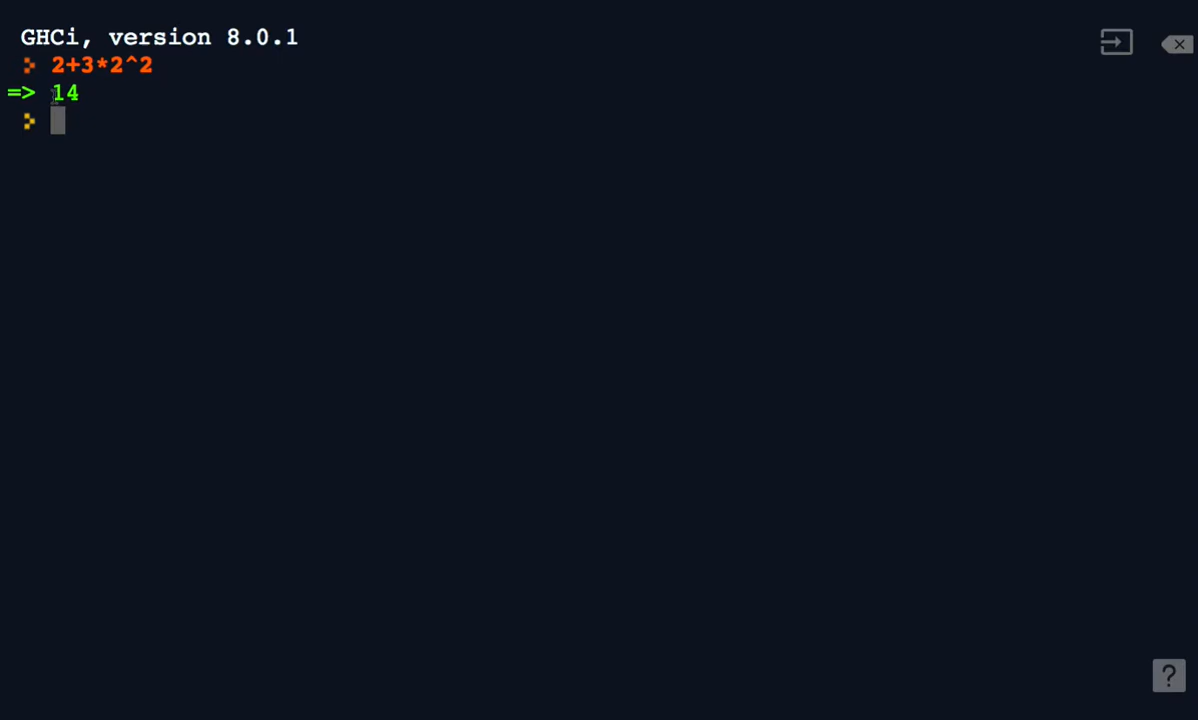 GHCi, version 8.0.1
> 2+3*2^2
=> 14
>
?